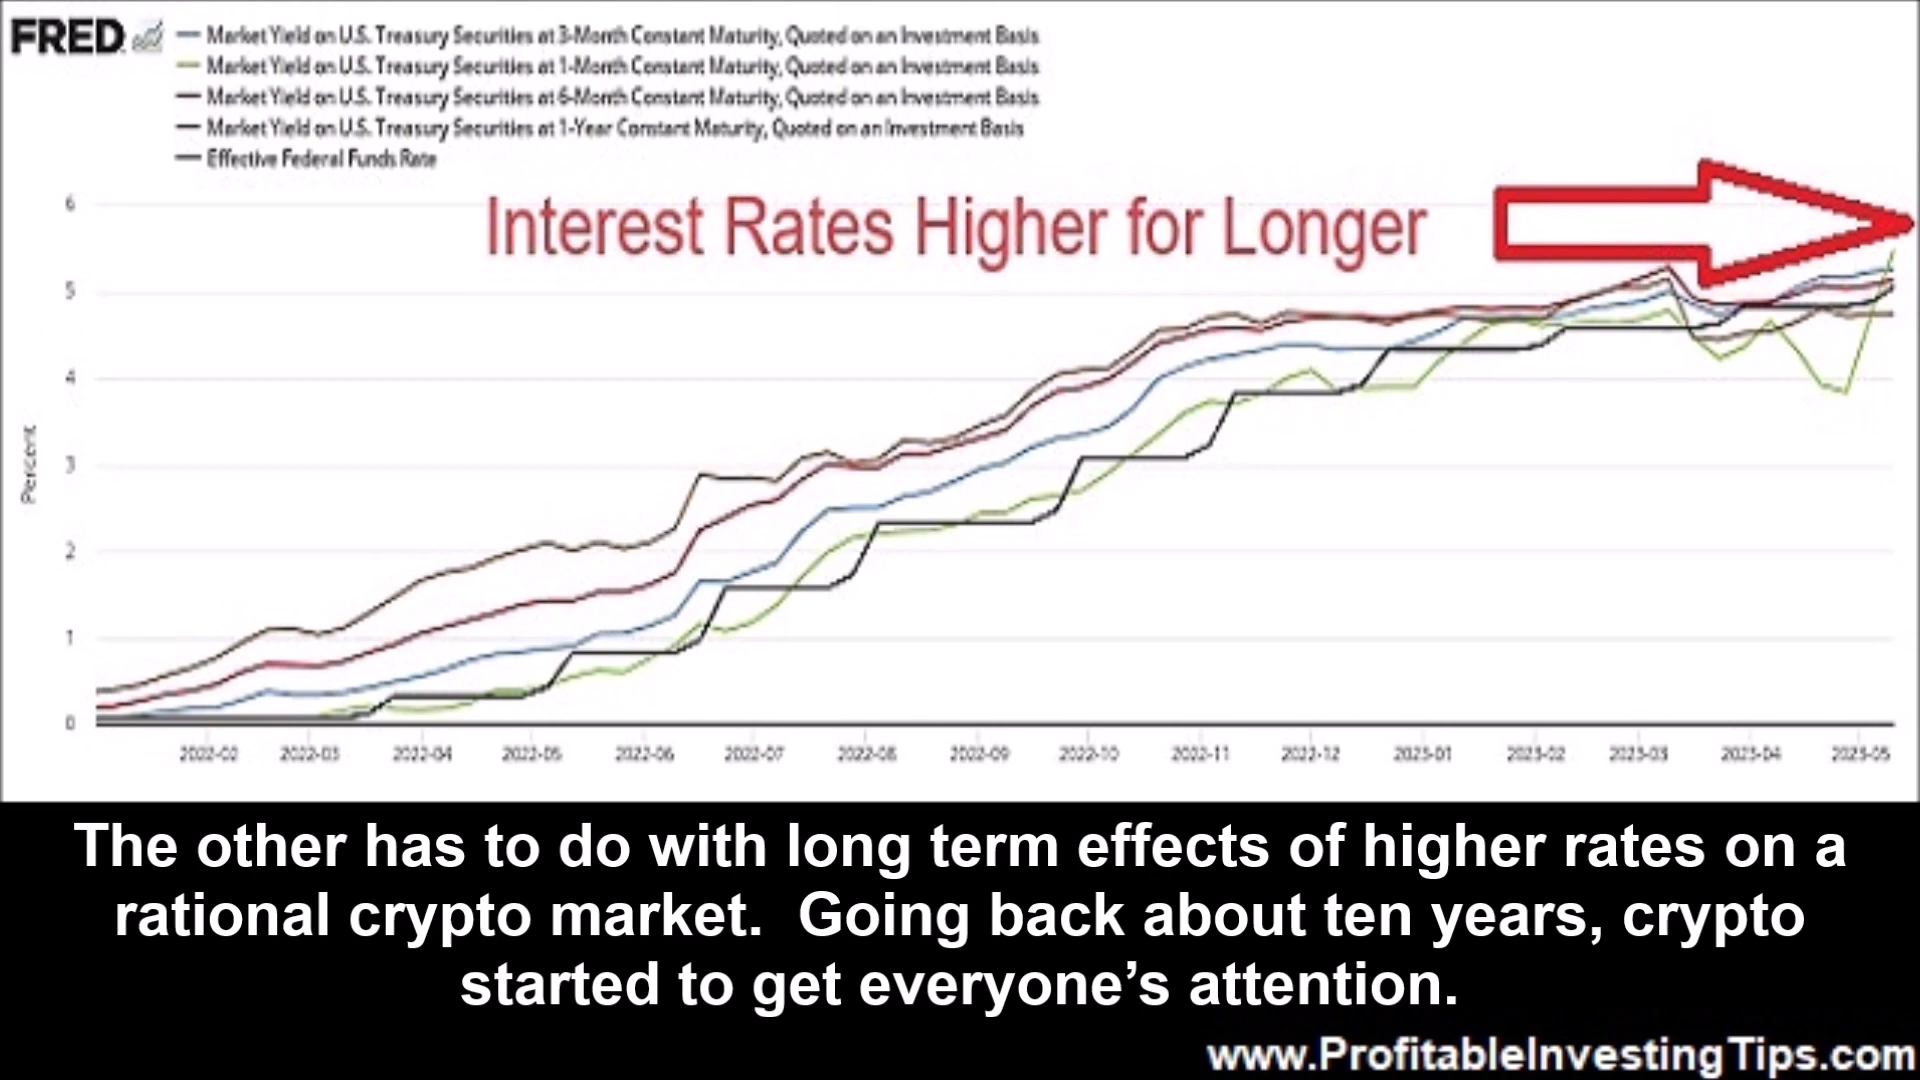 FRED
Market Yield on U.S. Treasury Securities at 3-Month Constant Maturity, Quoted on an Investment Basis
Market Yield on U.S. Treasury Securities at 1-Month Constant Maturity, Quoted on an Investment Basis
Market Yield on U.S. Treasury Securities at 6-Month Constant Maturity, Quoted on an Investment Basis
Market Yield on U.S. Treasury Securities at 1-Year Constant Maturity, Quoted on an Investment Basis
Effective Federal Funds Rate
Interest Rates Higher for Longer
6
5
4
3
2
1
0
Percent
2022-02 2022-03 2022-04 2022-05 2022-06 2022-07 2022-08 2022-09 2022-10 2022-11 2022-12 2023-01 2023-02 2023-03 2023-04 2023-05
The other has to do with long term effects of higher rates on a
rational crypto market. Going back about ten years, crypto
started to get everyone’s attention.
www.ProfitableInvestingTips.com